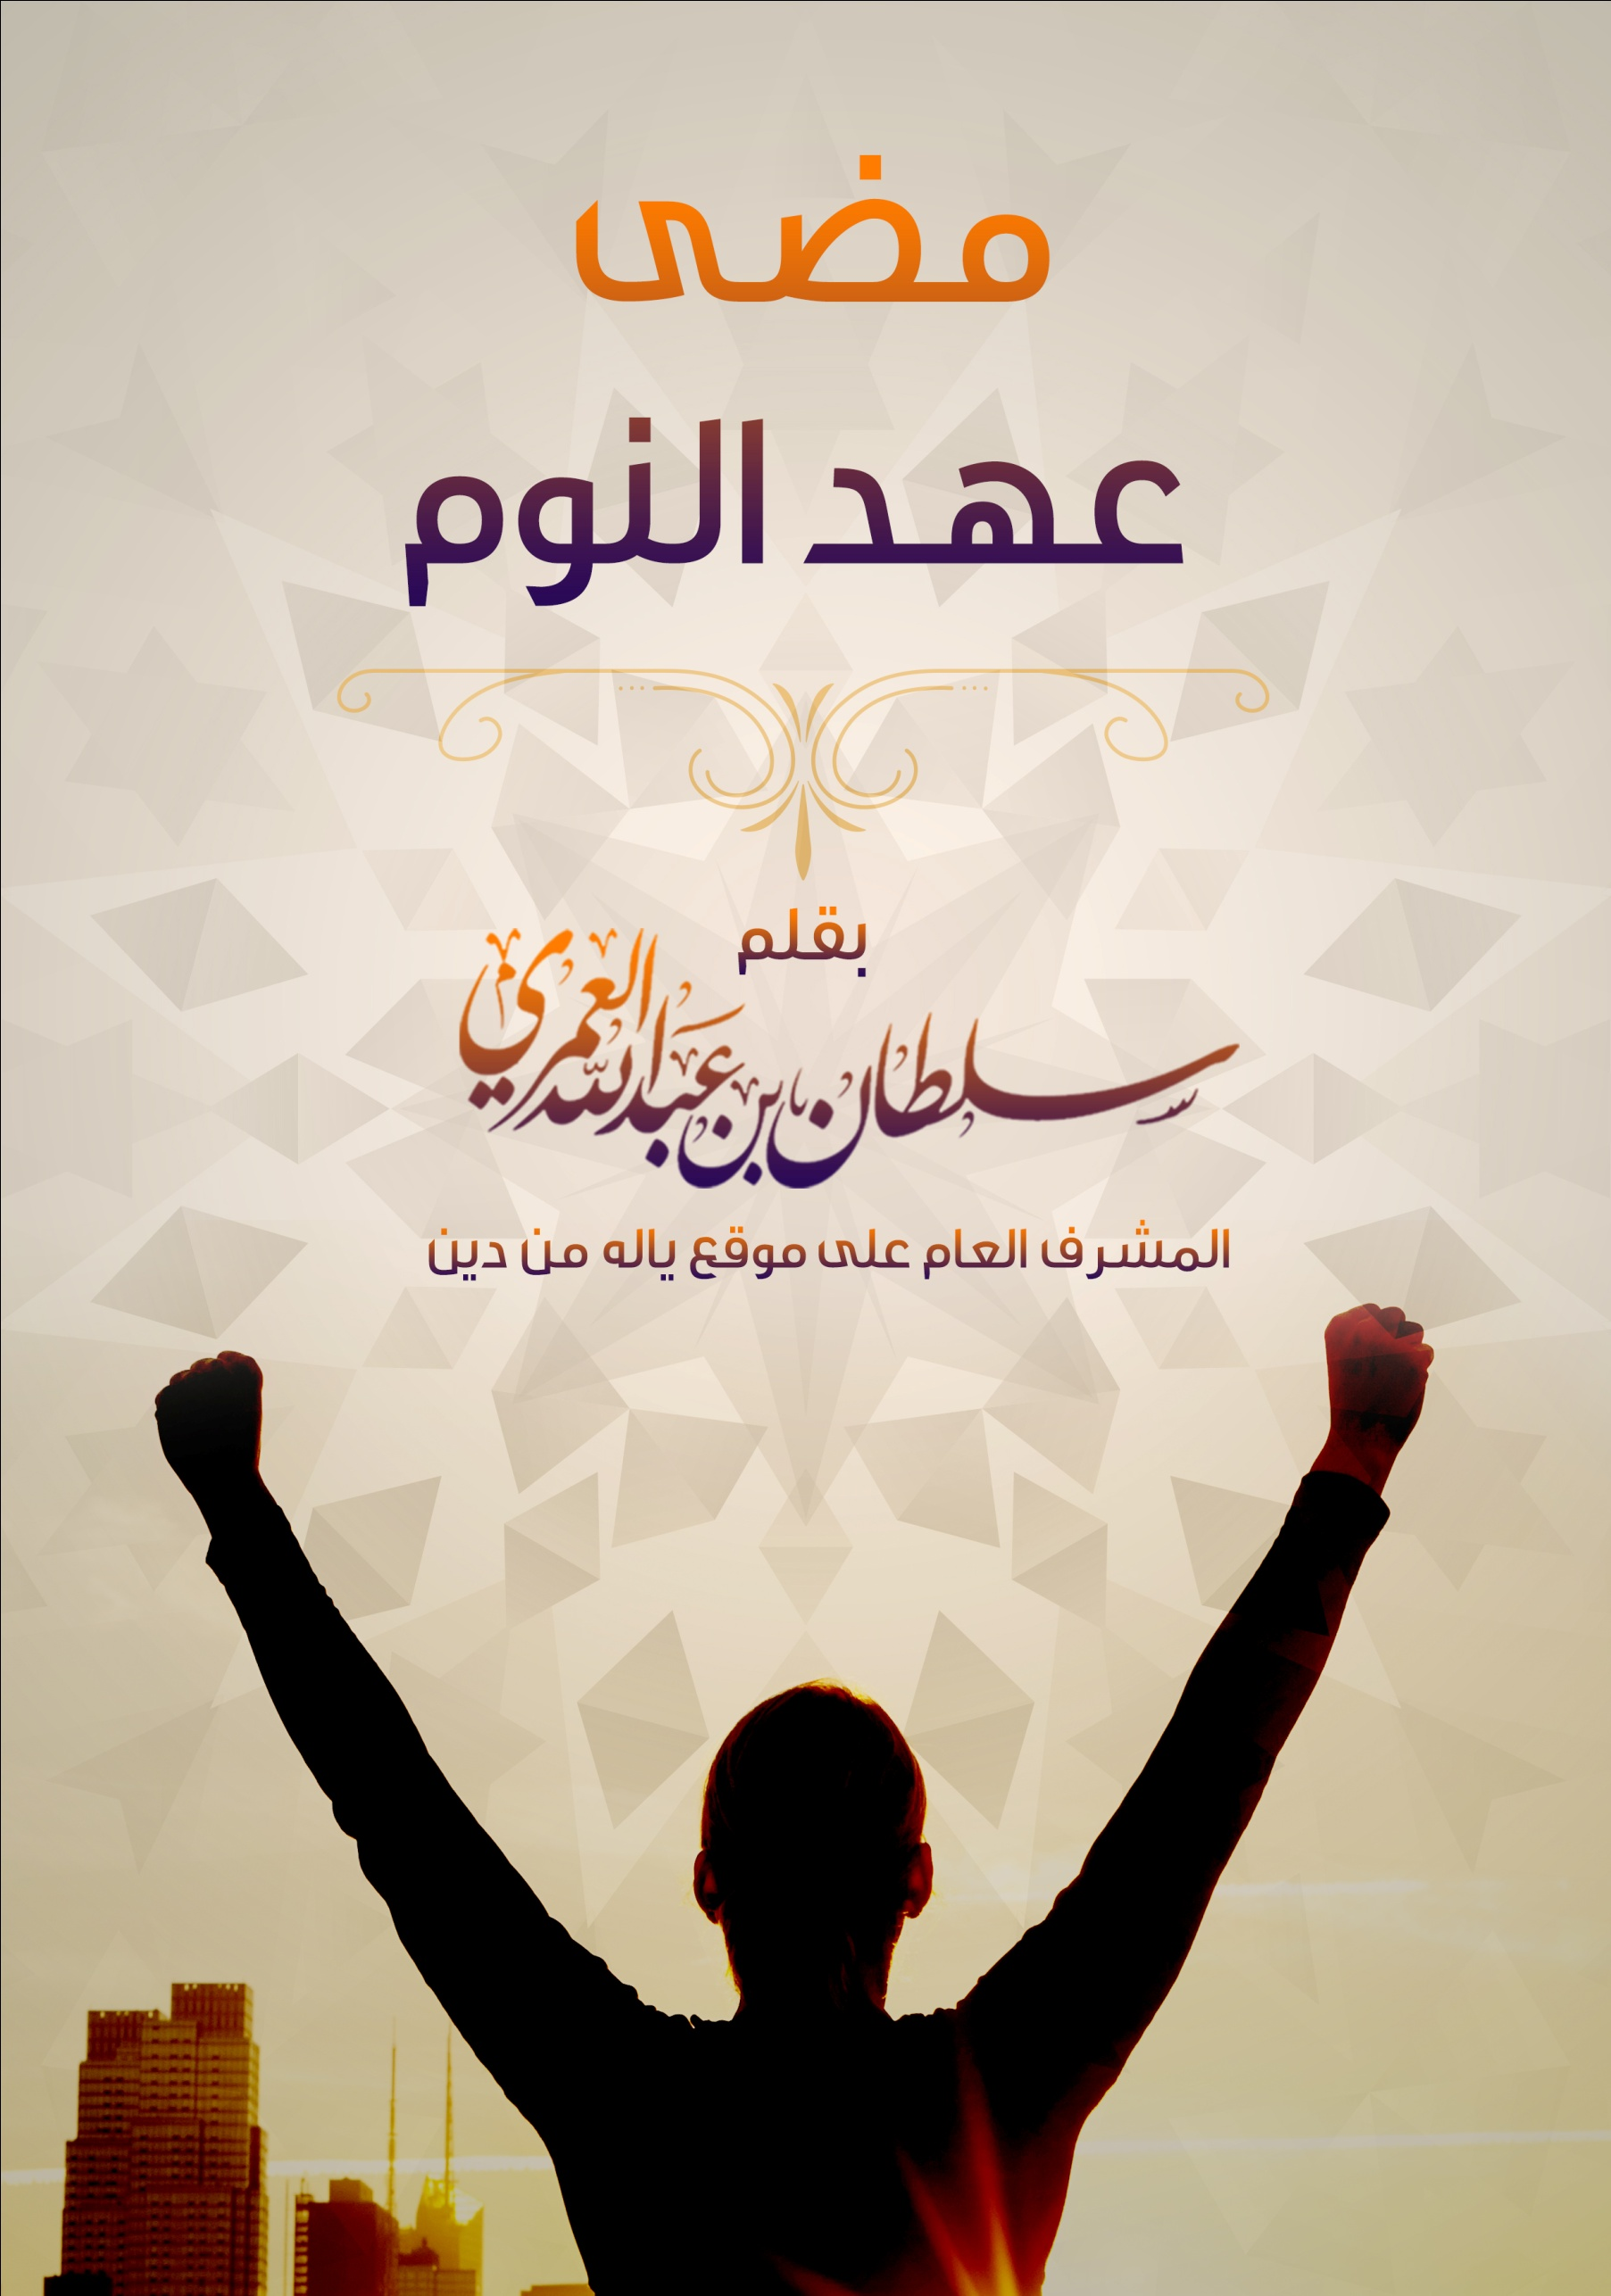 مضى
عهد النوم
بقلم
سلطان بن عبدالله العمري
المشرف العام على موقع ياله من دين